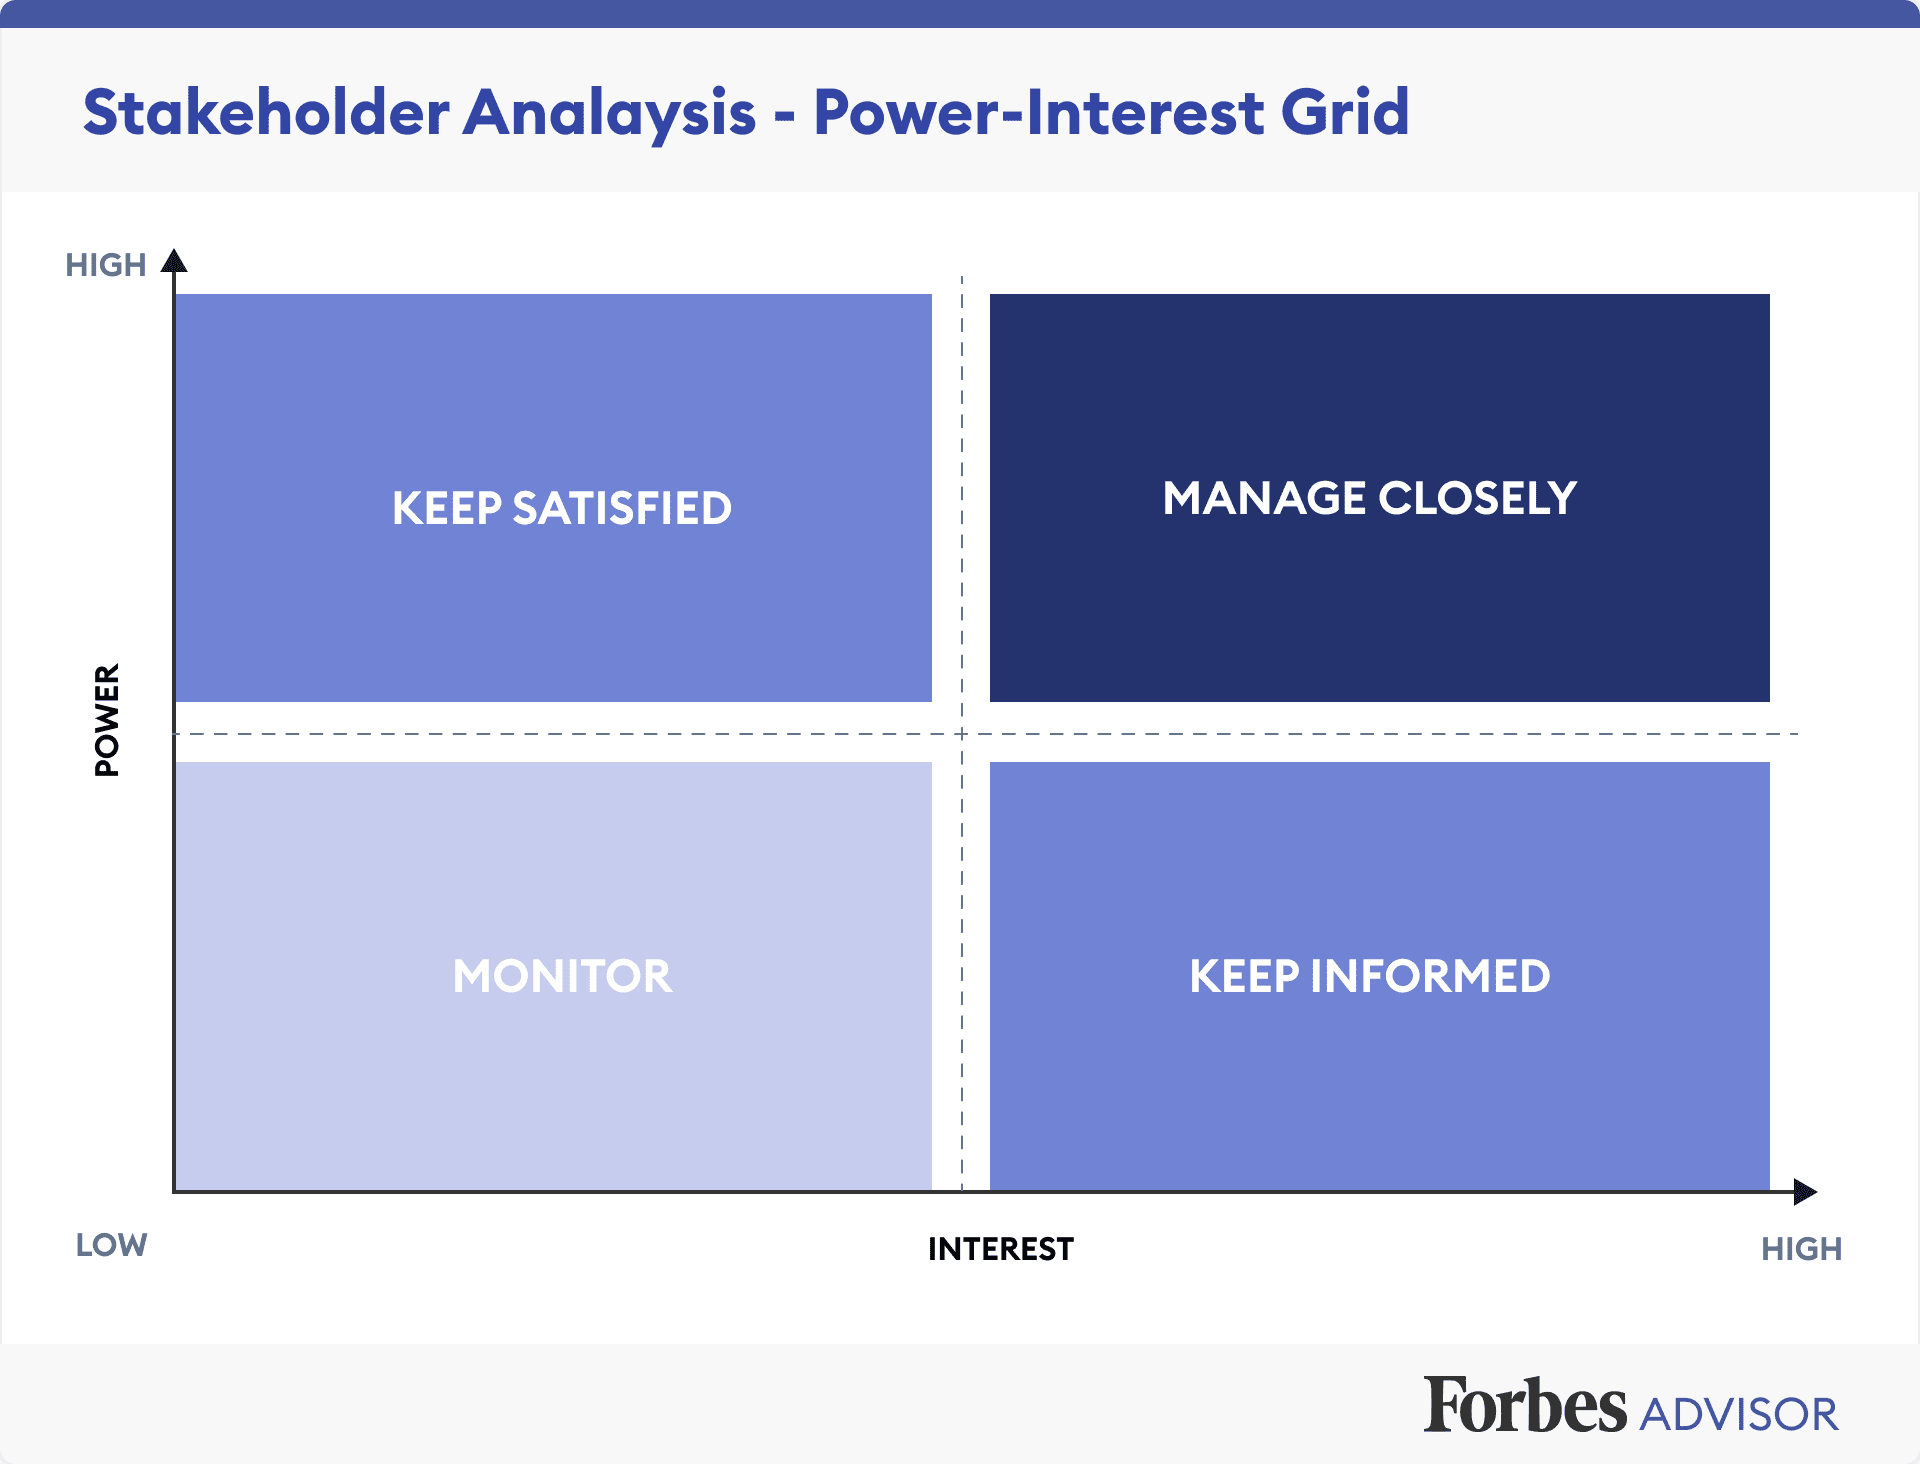 Stakeholder Analaysis - Power-Interest Grid
HIGH
KEEP SATISFIED
MANAGE CLOSELY
POWER
MONITOR
KEEP INFORMED
LOW
INTEREST
HIGH
Forbes ADVISOR